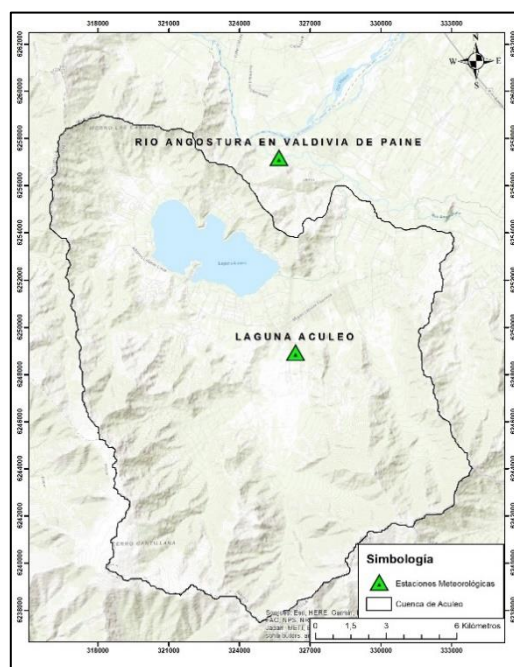 318000 321000 324000 327000 330000 333000
6262000
6260000
6258000
6256000
6254000
6252000
6250000
6248000
6246000
6244000
6242000
6240000
6238000
N
W E
S
RIO ANGOSTURA EN VALDIVIA DE PAINE
LAGUNA ACULEO
Simbología
Estaciones Meteorológicas
Cuenca de Aculeo
0 1,5 3 6 Kilómetros
318000 321000 324000 327000 330000 333000